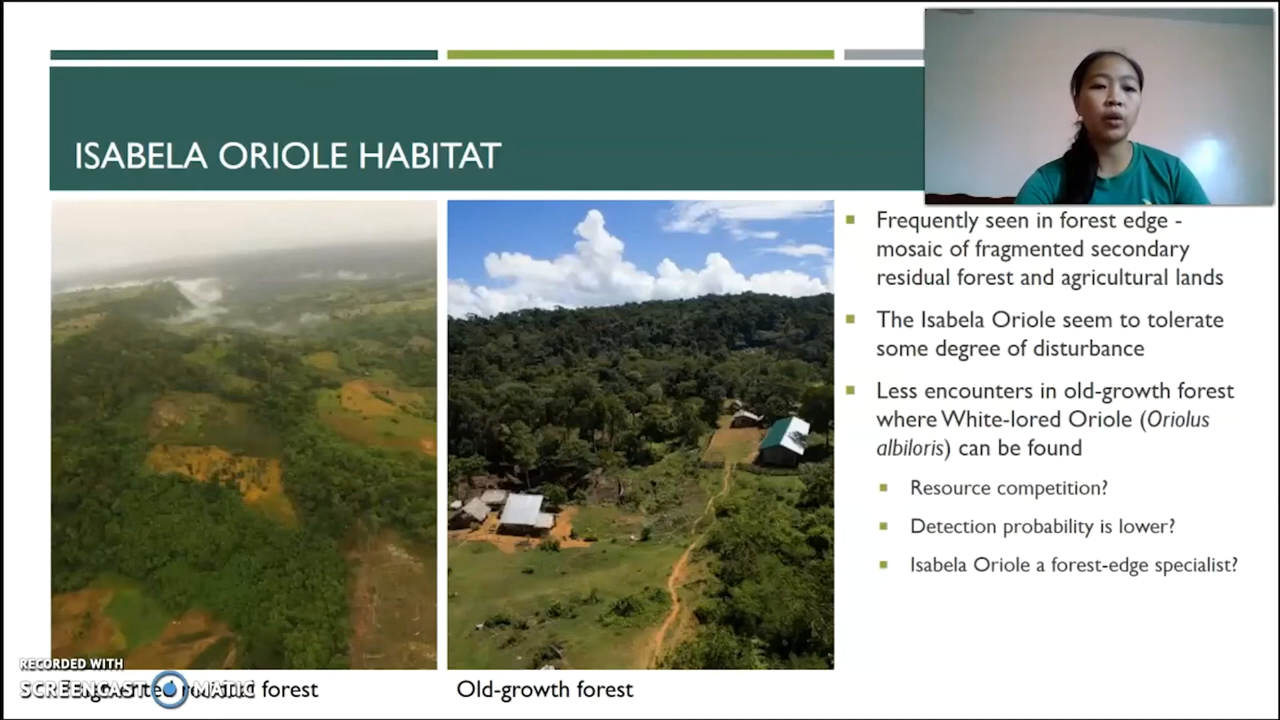 ISABELA ORIOLE HABITAT
Frequently seen in forest edge -
mosaic of fragmented secondary
residual forest and agricultural lands
The Isabela Oriole seem to tolerate
some degree of disturbance
Less encounters in old-growth forest
where White-lored Oriole (Oriolus
albiloris) can be found
Resource competition?
Detection probability is lower?
Isabela Oriole a forest-edge specialist?
RECORDED WITH
SCREENCAST MATIC
forest
Old-growth forest